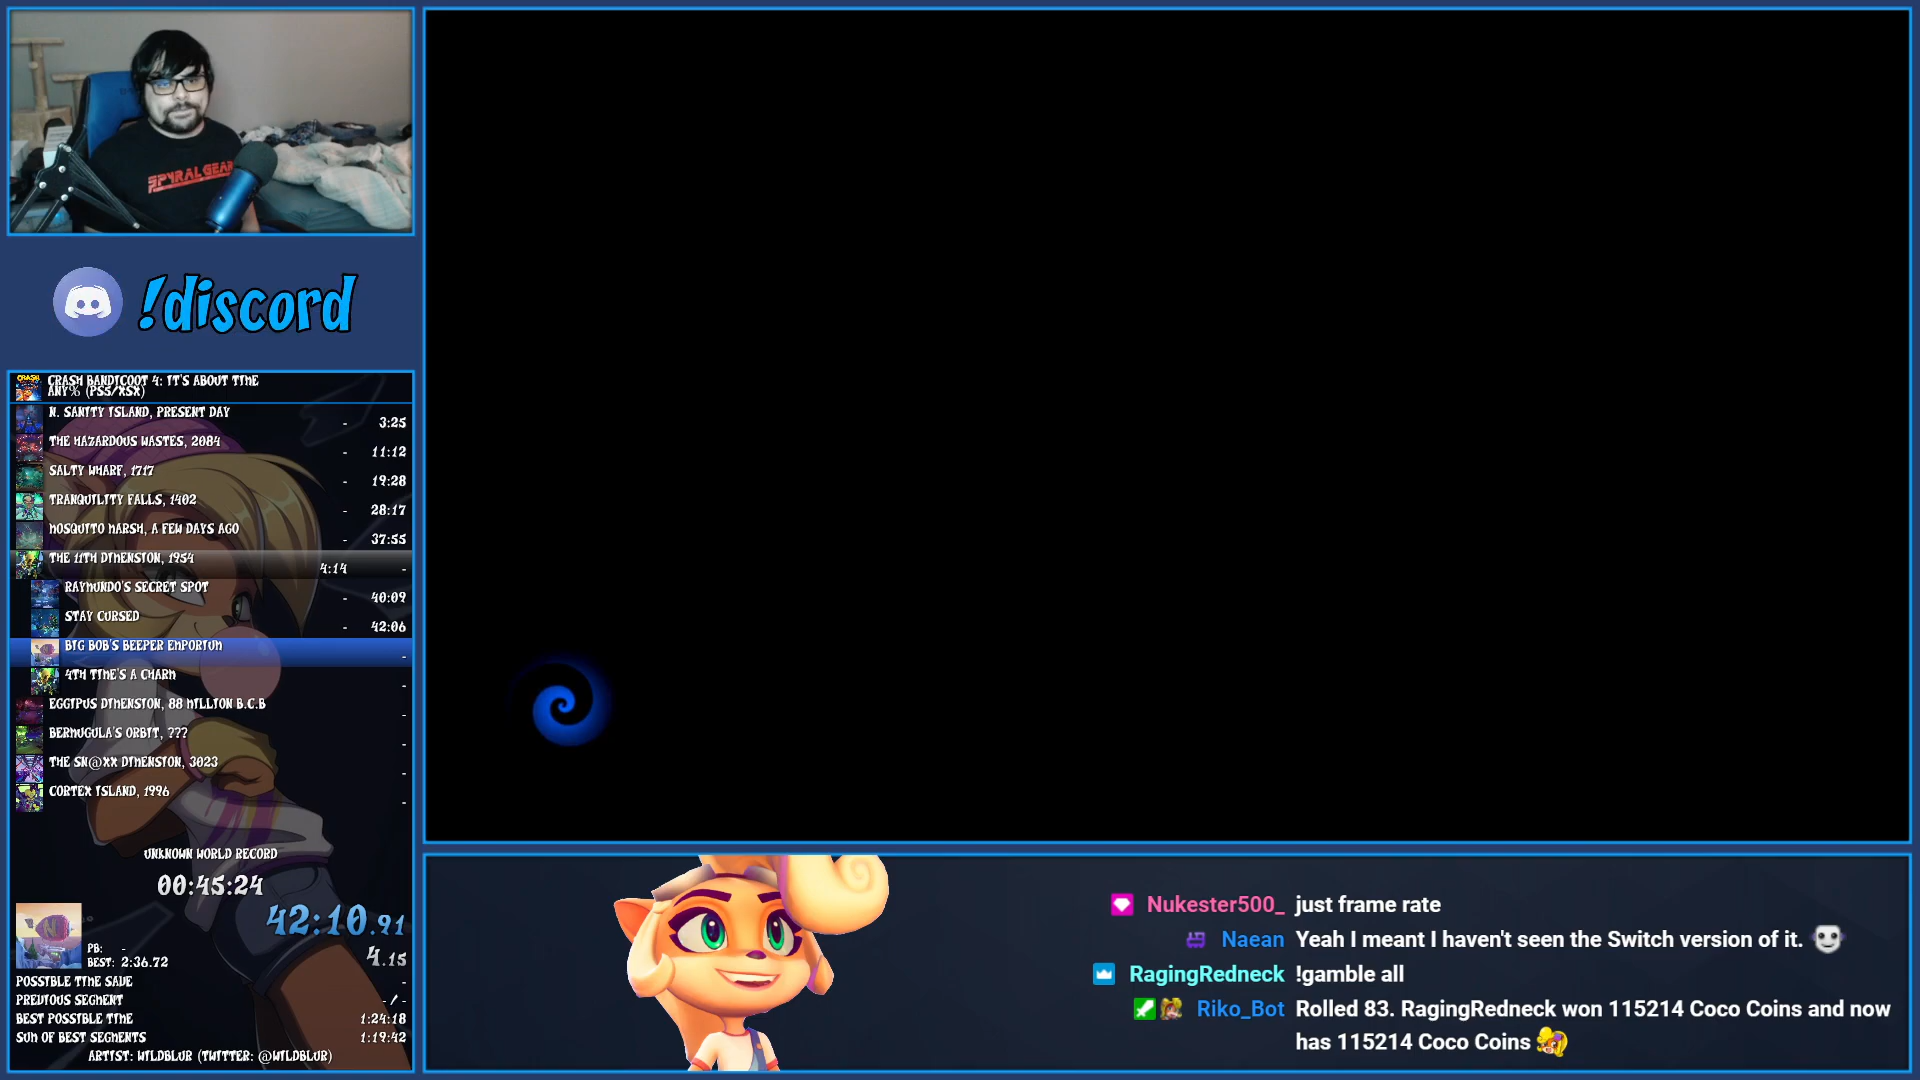 SPYRAL GEAR
!discord
CRASH BANDICOOT 4: IT'S ABOUT TIME
ANY% (PS5/XSX)
N. SANITY ISLAND, PRESENT DAY - 3:25
THE HAZARDOUS WASTES, 2084 - 11:12
SALTY WHARF, 1717 - 19:28
TRANQUILITY FALLS, 1402 - 28:17
MOSQUITO MARSH, A FEW DAYS AGO - 37:55
THE 11TH DIMENSION, 1954 4:14 -
RAYMUNDO'S SECRET SPOT - 40:09
STAY CURSED - 42:06
BIG BOB'S BEEPER EMPORIUM -
4TH TIME'S A CHARM -
EGGIPUS DIMENSION, 88 MILLION B.C.B -
BERMUGULA'S ORBIT, ??? -
THE SN@XX DIMENSION, 3023 -
CORTEX ISLAND, 1996 -
UNKNOWN WORLD RECORD
00:45:24
42:10.91
PB: -
BEST: 2:36.72
4.15
POSSIBLE TIME SAVE -
PREVIOUS SEGMENT - / -
BEST POSSIBLE TIME 1:24:18
SUM OF BEST SEGMENTS 1:19:42
ARTIST: WILDBLUR (TWITTER: @WILDBLUR)
Nukester500_ just frame rate
Naean Yeah I meant I haven't seen the Switch version of it.
RagingRedneck !gamble all
Riko_Bot Rolled 83. RagingRedneck won 115214 Coco Coins and now
has 115214 Coco Coins